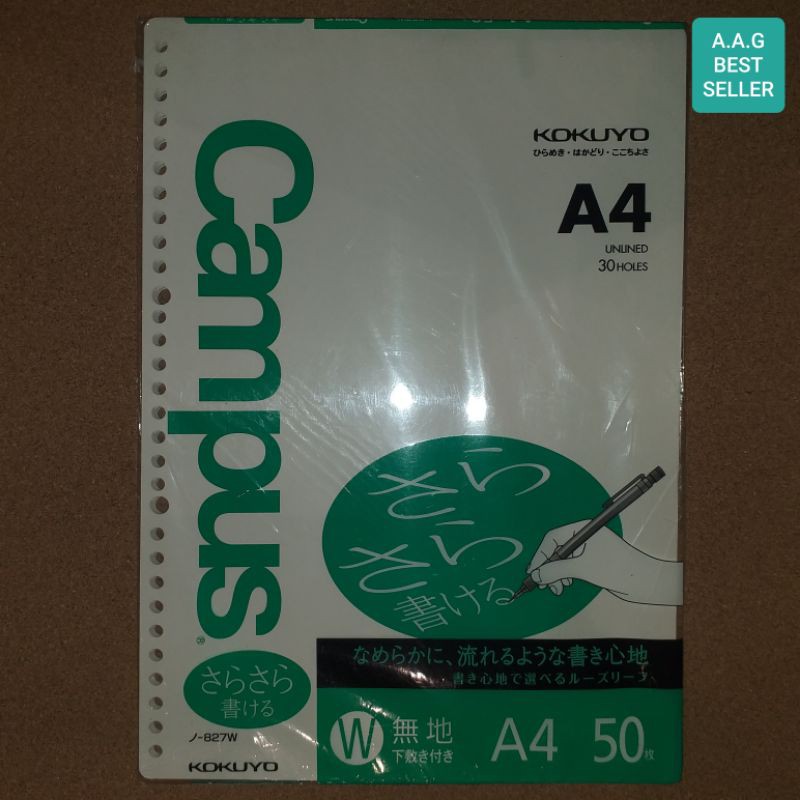 A.A.G
BEST
SELLER
KOKUYO
ひらめき・はかどり・ここちよさ
A4
UNLINED
30 HOLES
Campus
さら
さら
書ける
なめらかに、流れるような書き心地
書き心地で選べるルーズリーフ
さらさら
書ける
ノ-827W
KOKUYO
W 無地
下敷き付き
A4 50枚